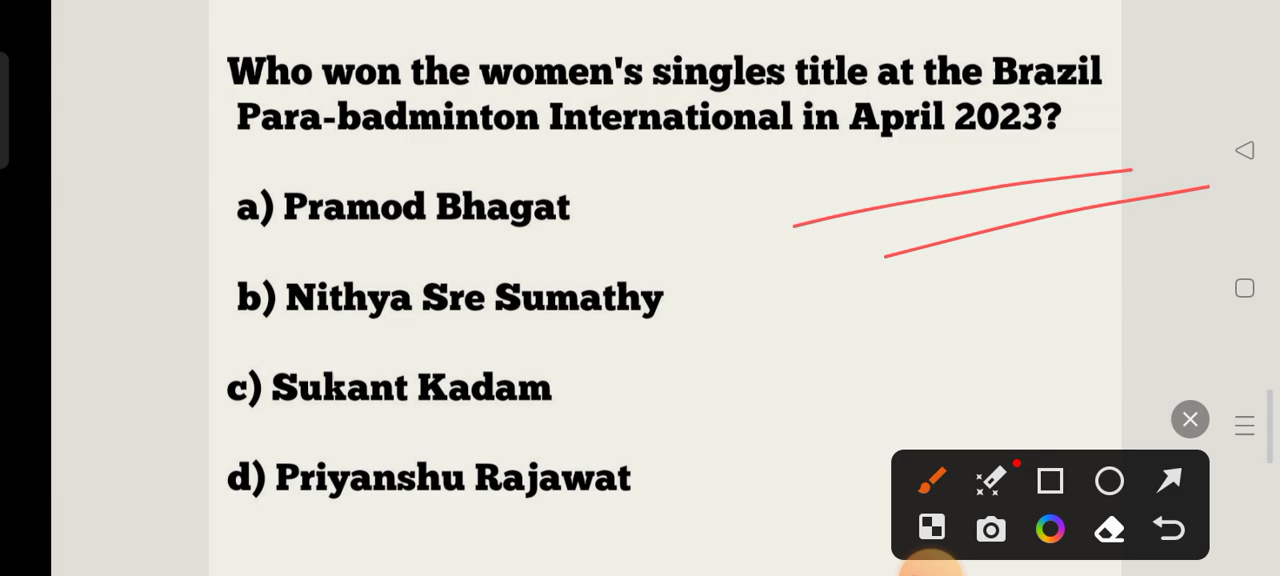 Who won the women's singles title at the Brazil
Para-badminton International in April 2023?
a) Pramod Bhagat
b) Nithya Sre Sumathy
c) Sukant Kadam
d) Priyanshu Rajawat